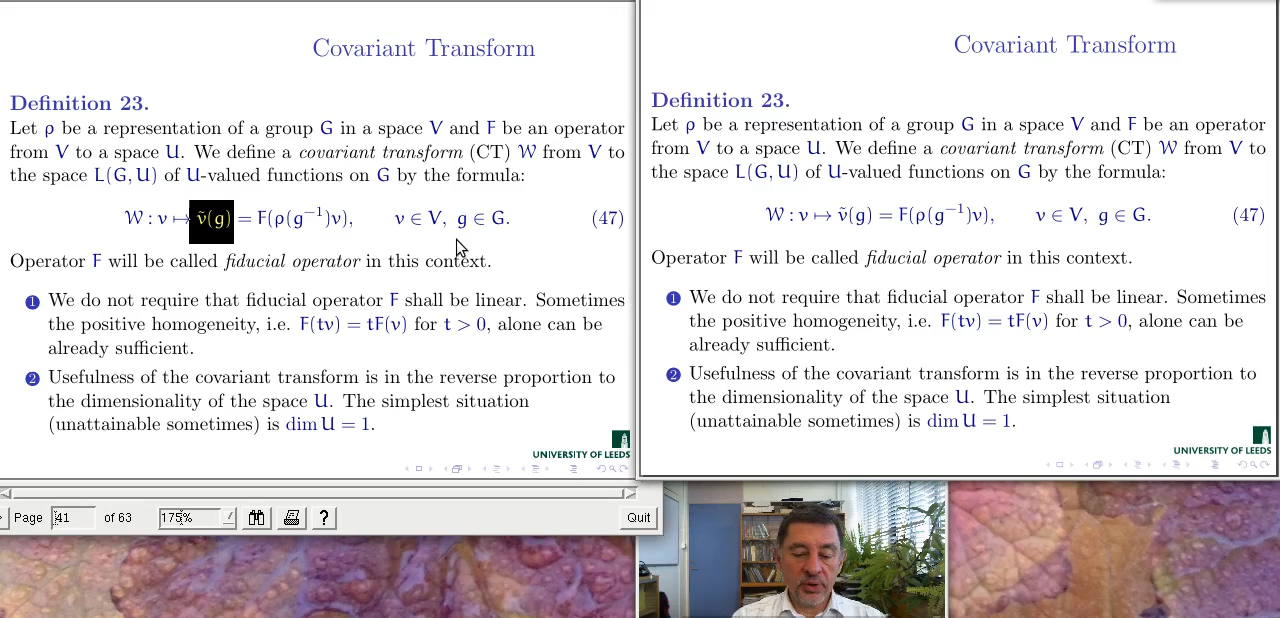 Covariant Transform
Definition 23.
Let ρ be a representation of a group G in a space V and F be an operator
from V to a space U. We define a covariant transform (CT) 𝒲 from V to
the space L(G, U) of U-valued functions on G by the formula:
𝒲 : v ↦ ṽ(g) = F(ρ(g⁻¹)v), v ∈ V, g ∈ G. (47)
Operator F will be called fiducial operator in this context.
1 We do not require that fiducial operator F shall be linear. Sometimes
the positive homogeneity, i.e. F(tv) = tF(v) for t > 0, alone can be
already sufficient.
2 Usefulness of the covariant transform is in the reverse proportion to
the dimensionality of the space U. The simplest situation
(unattainable sometimes) is dim U = 1.
UNIVERSITY OF LEEDS
Page 41 of 63 175% ? Quit
Covariant Transform
Definition 23.
Let ρ be a representation of a group G in a space V and F be an operator
from V to a space U. We define a covariant transform (CT) 𝒲 from V to
the space L(G, U) of U-valued functions on G by the formula:
𝒲 : v ↦ ṽ(g) = F(ρ(g⁻¹)v), v ∈ V, g ∈ G. (47)
Operator F will be called fiducial operator in this context.
1 We do not require that fiducial operator F shall be linear. Sometimes
the positive homogeneity, i.e. F(tv) = tF(v) for t > 0, alone can be
already sufficient.
2 Usefulness of the covariant transform is in the reverse proportion to
the dimensionality of the space U. The simplest situation
(unattainable sometimes) is dim U = 1.
UNIVERSITY OF LEEDS